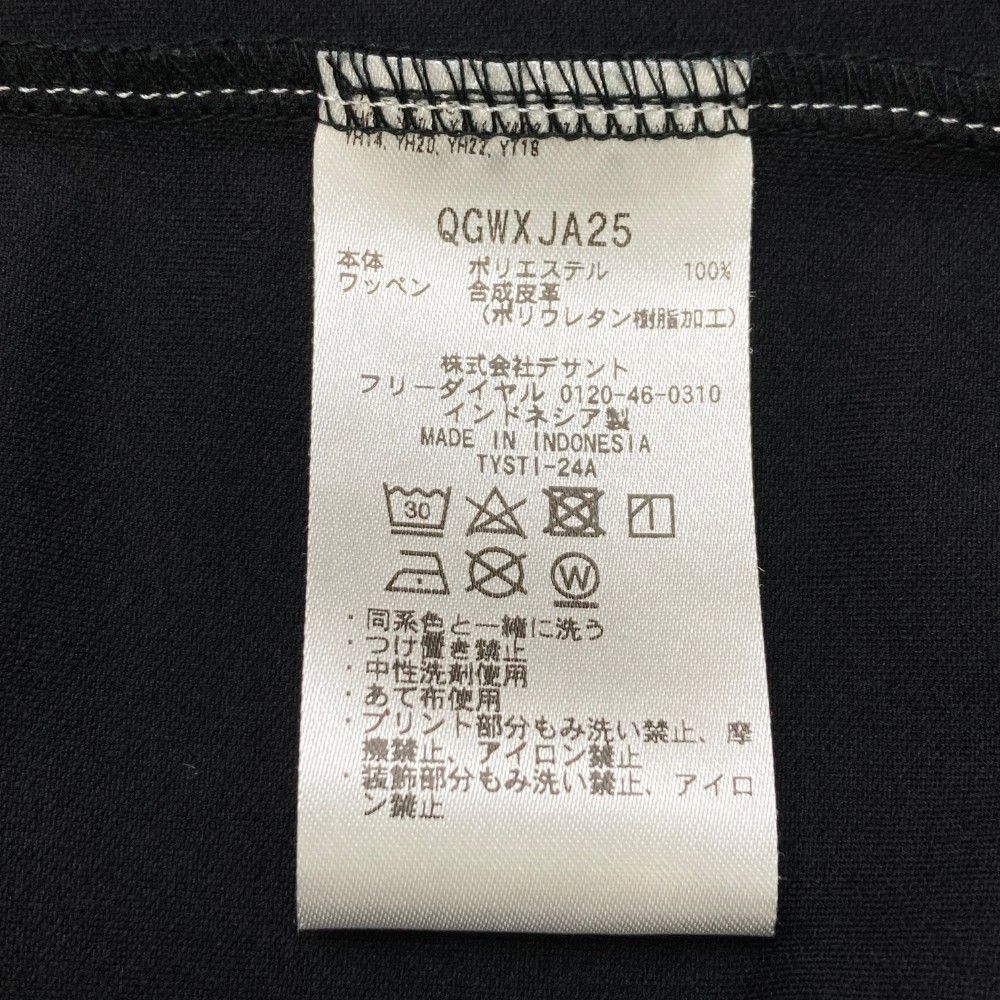 YH14, YH20, YH22, Y718
QGWXJA25
本体 ポリエステル 100%
ワッペン 合成皮革
(ポリウレタン樹脂加工)
株式会社デサント
フリーダイヤル 0120-46-0310
インドネシア製
MADE IN INDONESIA
TYSTI-24A
30
W
・同系色と一緒に洗う
・つけ置き禁止
・中性洗剤使用
・あて布使用
・プリント部分もみ洗い禁止、摩
擦禁止、アイロン禁止
・装飾部分もみ洗い禁止、アイロ
ン禁止